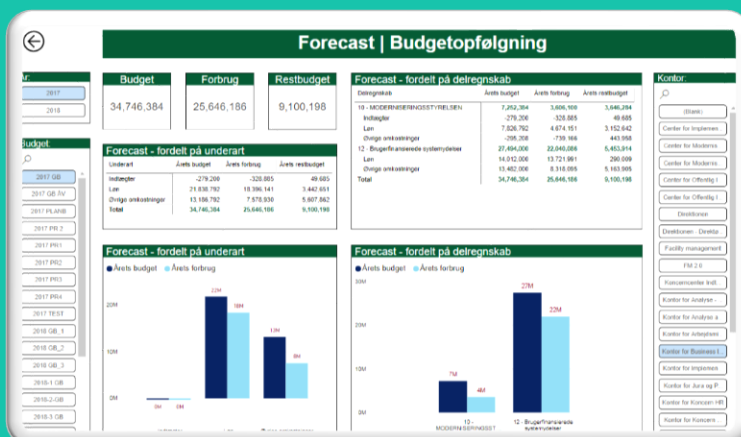 Forecast | Budgetopfølgning
År:
2017
2018
Budget:
2017 GB
2017 GB ÅV
2017 PLANB
2017 PR 2
2017 PR1
2017 PR2
2017 PR3
2017 PR4
2017 TEST
2018 GB_1
2018 GB_2
2018 GB_3
2018-1 GB
2018-2-GB
2018-3 GB
Budget
34,746,384
Forbrug
25,646,186
Restbudget
9,100,198
Forecast - fordelt på underart
Underart Årets budget Årets forbrug Årets restbudget
Indtægter -279.200 -328.885 49.685
Løn 21.838.792 18.396.141 3.442.651
Øvrige omkostninger 13.186.792 7.578.930 5.607.862
Total 34,746,384 25,646,186 9,100,198
Forecast - fordelt på delregnskab
Delregnskab Årets budget Årets forbrug Årets restbudget
10 - MODERNISERINGSSTYRELSEN 7,252,384 3,606,100 3,646,284
Indtægter -279,200 -328,885 49,685
Løn 7,826,792 4,674,151 3,152,642
Øvrige omkostninger -295,208 -739,166 443,958
12 - Brugerfinansierede systemydelser 27,494,000 22,040,086 5,453,914
Løn 14,012,000 13,721,991 290,009
Øvrige omkostninger 13,482,000 8,318,095 5,163,905
Total 34,746,384 25,646,186 9,100,198
Forecast - fordelt på underart
Årets budget Årets forbrug
20M
10M
0M
22M
18M
13M
8M
0M 0M
Forecast - fordelt på delregnskab
Årets budget Årets forbrug
30M
20M
10M
0M
7M
4M
27M
22M
10 -
MODERNISERINGSST
12 - Brugerfinansierede
systemydelser
Kontor:
(Blank)
Center for Implemen...
Center for Modernis
Center for Modernis
Center for Offentlig I
Center for Offentlig I
Direktionen
Direktionen - Direktø
Facility management
FM 2.0
Koncerncenter Indl...
Kontor for Analyse -
Kontor for Analyse a
Kontor for Business I...
Kontor for Implemen
Kontor for Jura og P
Kontor for Koncern HR
Kontor for Koncern ...